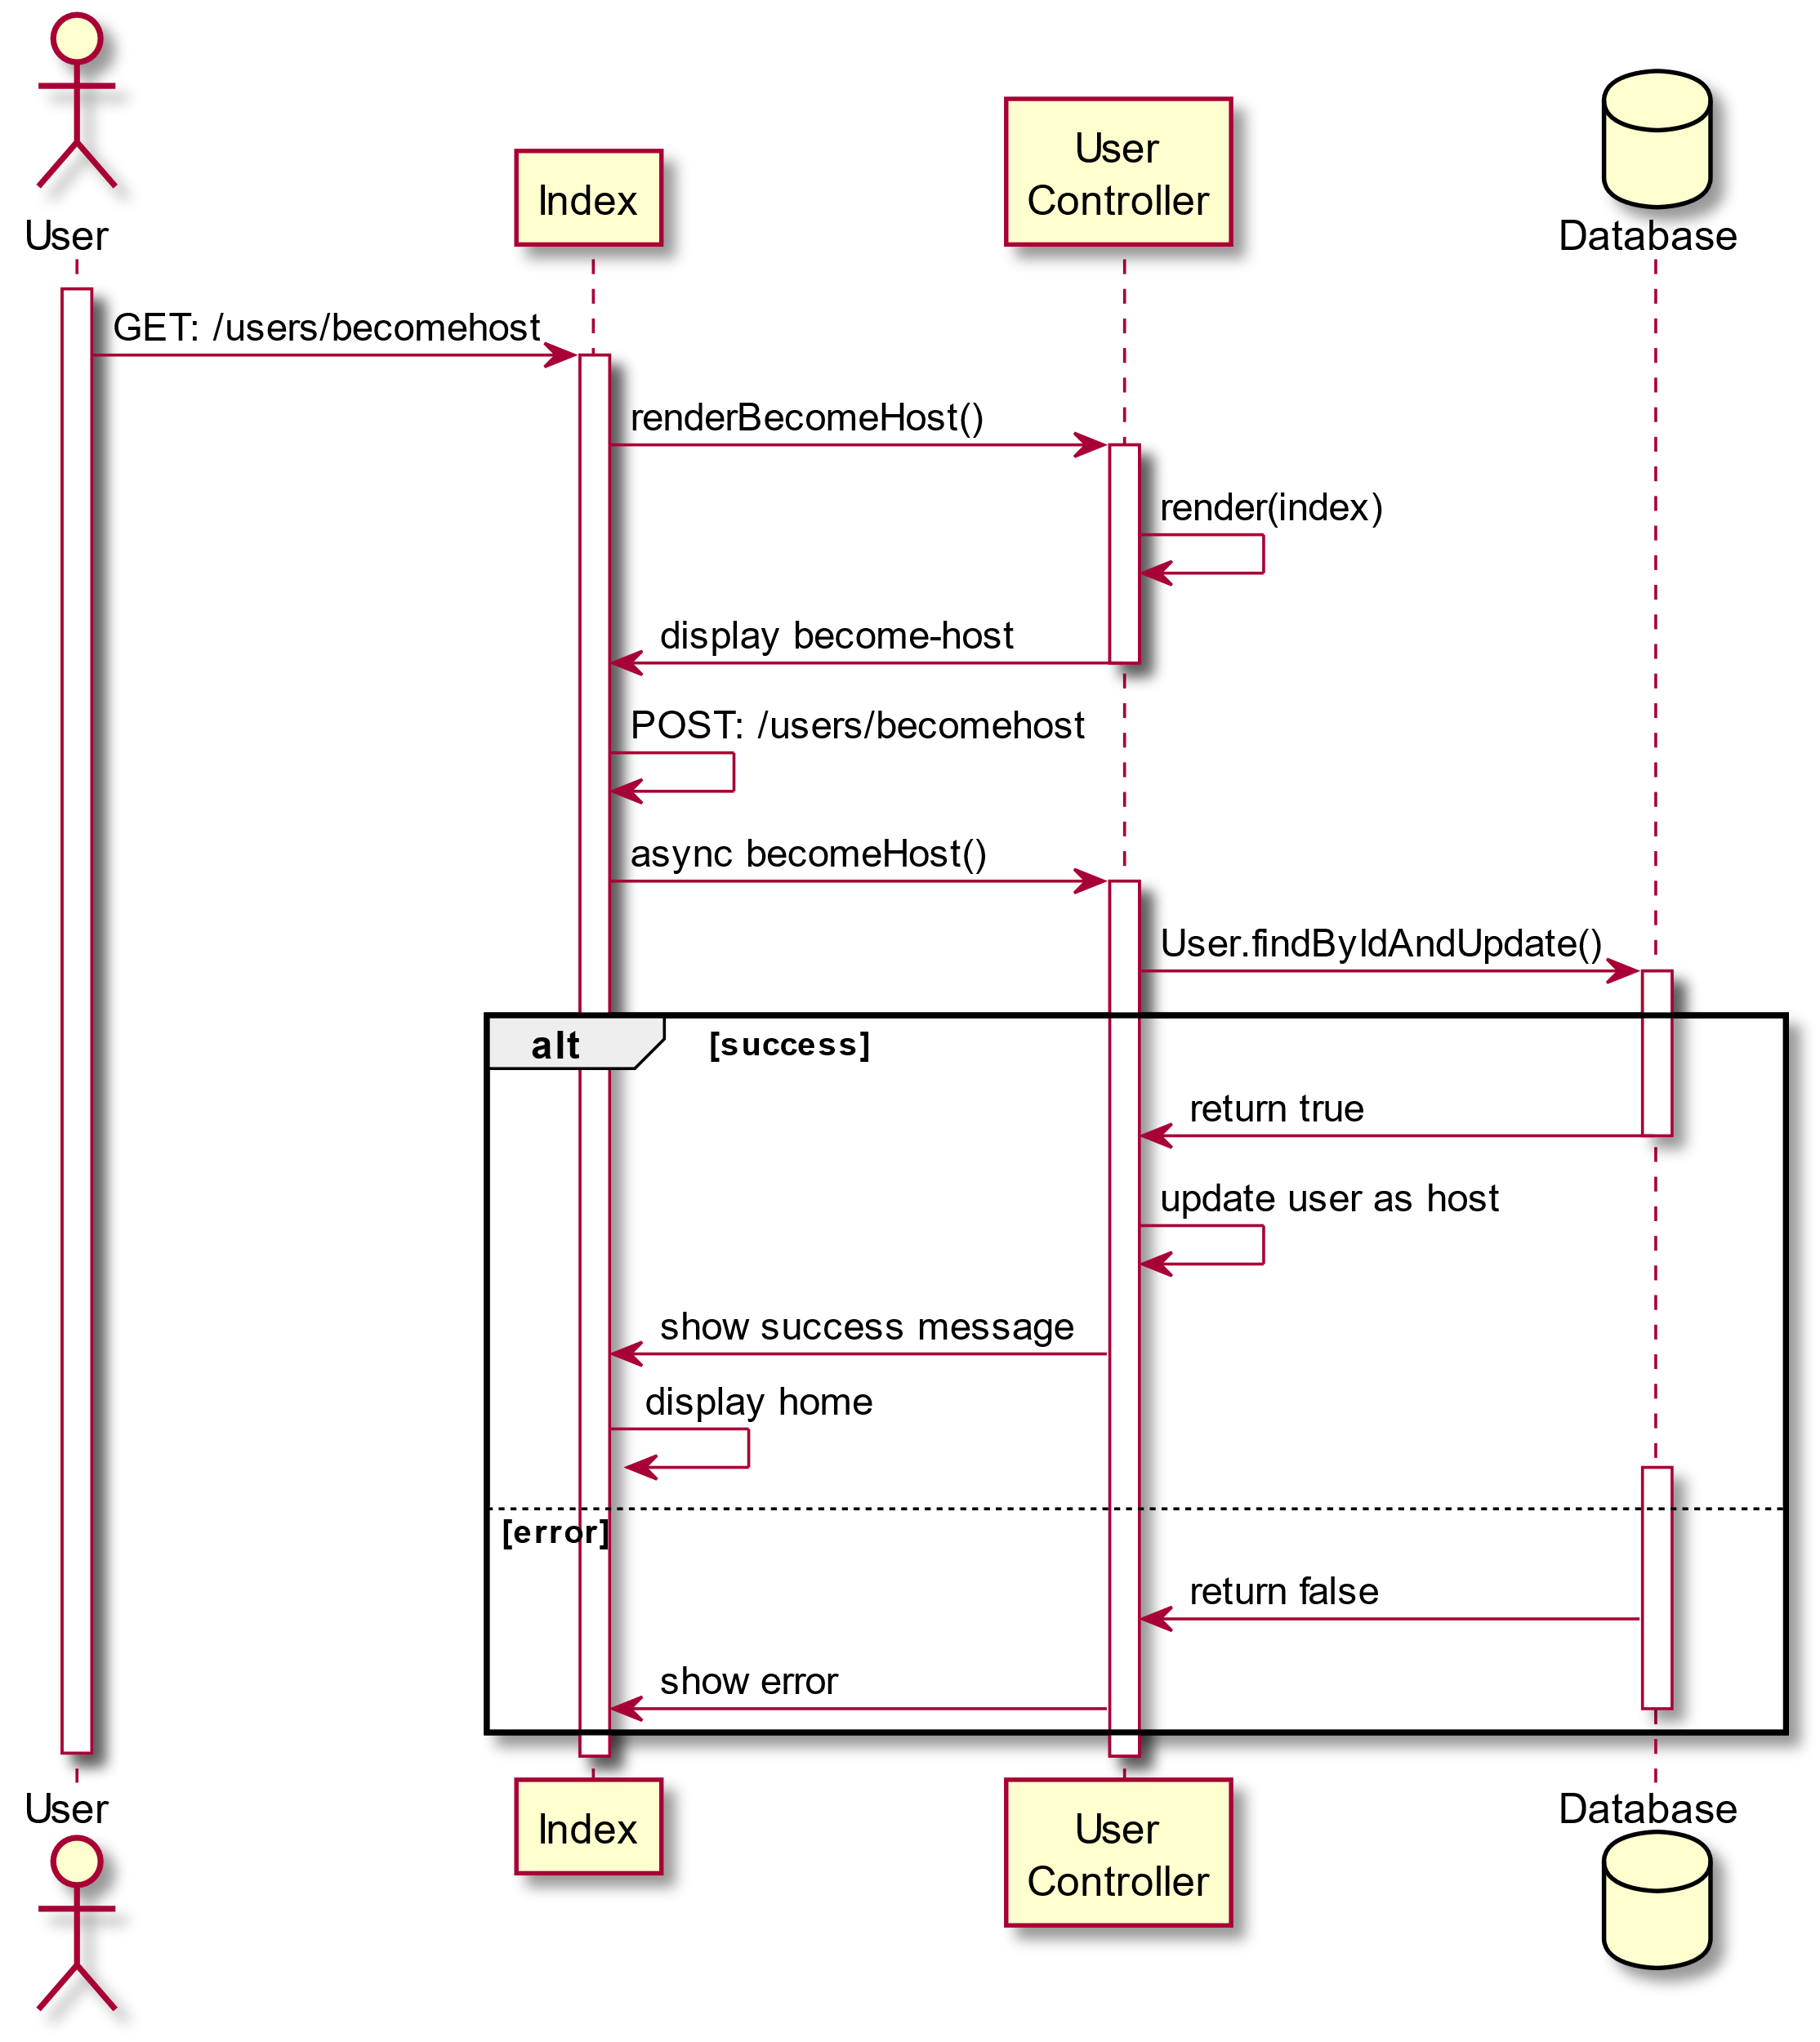 User
Index
User
Controller
Database
GET: /users/becomehost
renderBecomeHost()
render(index)
display become-host
POST: /users/becomehost
async becomeHost()
User.findByIdAndUpdate()
alt
[success]
return true
update user as host
show success message
display home
[error]
return false
show error
User
Index
User
Controller
Database